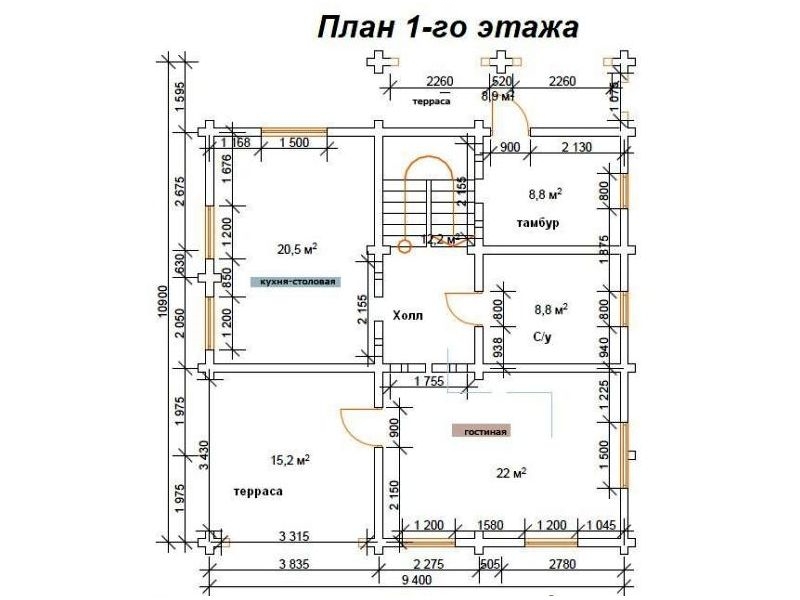 План 1-го этажа
2260 520 2260
терраса 8,9 м²
1 595
1 075
1 168 1 500
900 2 130
1 676
2 155
800
8,8 м²
тамбур
2 675
1 200
12,2 м²
20,5 м²
1 875
630
850
кухня-столовая
10900
2 155
Холл
800
8,8 м²
800
С/у
2 050
1 200
938
940
1 755
1 225
1 975
900
гостиная
3 430
15,2 м²
22 м²
1 500
терраса
1 975
2 150
1 200 1580 1 200 1 045
3 315
3 835 2 275 505 2780
9 400